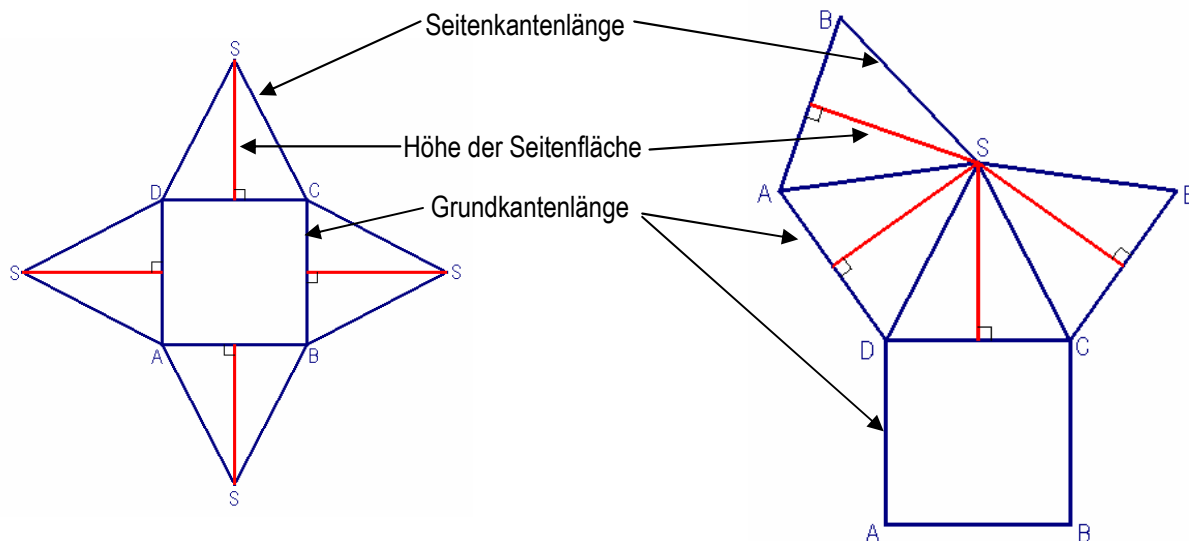 Seitenkantenlänge
Höhe der Seitenfläche
Grundkantenlänge
S
D
C
S
S
A
B
S
B
S
A
B
D
C
A
B